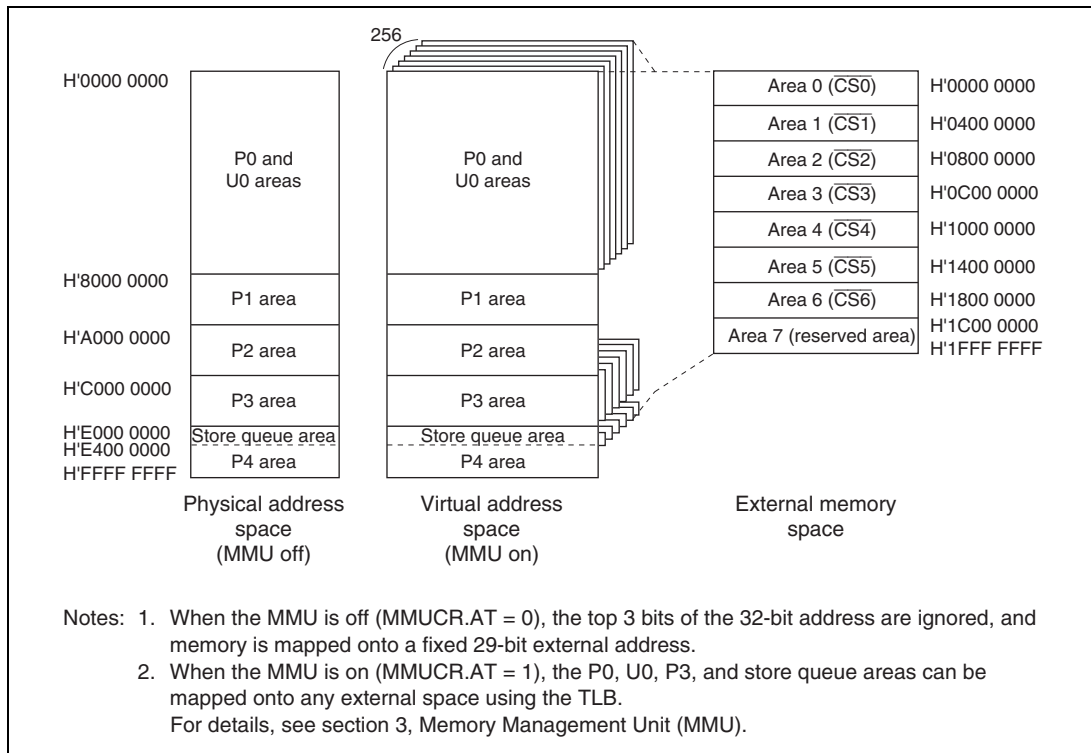 256
H'0000 0000
P0 and
U0 areas
H'8000 0000
P1 area
H'A000 0000
P2 area
H'C000 0000
P3 area
H'E000 0000
Store queue area
H'E400 0000
P4 area
H'FFFF FFFF
Physical address
space
(MMU off)
P0 and
U0 areas
P1 area
P2 area
P3 area
Store queue area
P4 area
Virtual address
space
(MMU on)
Area 0 (C̅S̅0̅) H'0000 0000
Area 1 (C̅S̅1̅) H'0400 0000
Area 2 (C̅S̅2̅) H'0800 0000
Area 3 (C̅S̅3̅) H'0C00 0000
Area 4 (C̅S̅4̅) H'1000 0000
Area 5 (C̅S̅5̅) H'1400 0000
Area 6 (C̅S̅6̅) H'1800 0000
Area 7 (reserved area) H'1C00 0000
H'1FFF FFFF
External memory
space
Notes: 1. When the MMU is off (MMUCR.AT = 0), the top 3 bits of the 32-bit address are ignored, and
memory is mapped onto a fixed 29-bit external address.
2. When the MMU is on (MMUCR.AT = 1), the P0, U0, P3, and store queue areas can be
mapped onto any external space using the TLB.
For details, see section 3, Memory Management Unit (MMU).